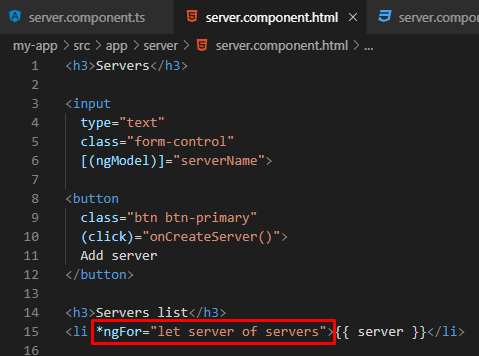 server.component.ts
server.component.html
server.compo
my-app > src > app > server > server.component.html > ...
1 <h3>Servers</h3>
2
3 <input
4 type="text"
5 class="form-control"
6 [(ngModel)]="serverName">
7
8 <button
9 class="btn btn-primary"
10 (click)="onCreateServer()">
11 Add server
12 </button>
13
14 <h3>Servers list</h3>
15 <li *ngFor="let server of servers">{{ server }}</li>
16